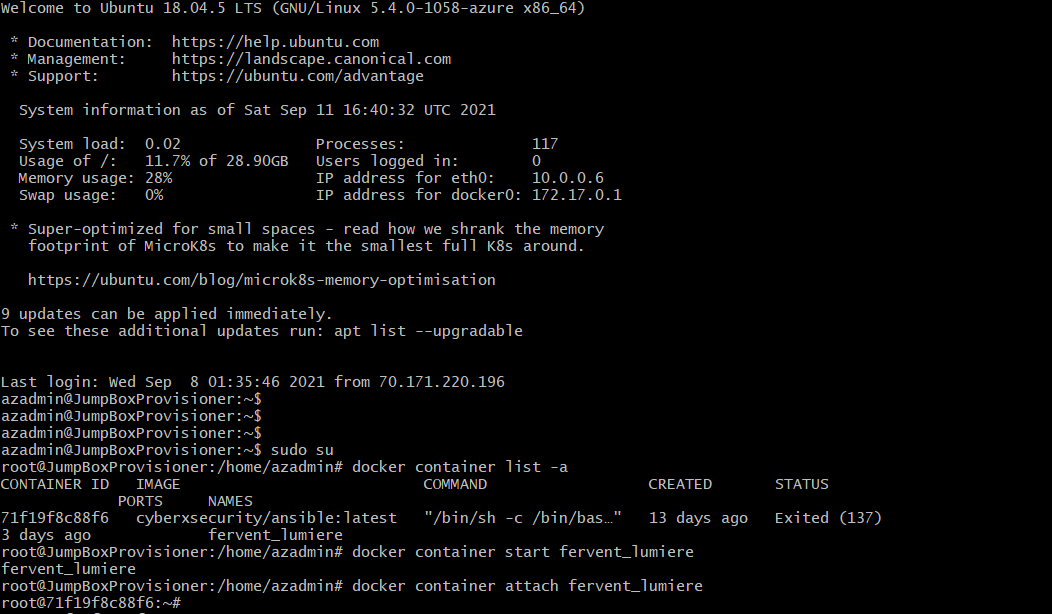 Welcome to Ubuntu 18.04.5 LTS (GNU/Linux 5.4.0-1058-azure x86_64)
* Documentation:  https://help.ubuntu.com
* Management:     https://landscape.canonical.com
* Support:        https://ubuntu.com/advantage
System information as of Sat Sep 11 16:40:32 UTC 2021
System load:  0.02               Processes:              117
Usage of /:   11.7% of 28.90GB   Users logged in:        0
Memory usage: 28%                IP address for eth0:    10.0.0.6
Swap usage:   0%                 IP address for docker0: 172.17.0.1
* Super-optimized for small spaces - read how we shrank the memory
footprint of MicroK8s to make it the smallest full K8s around.
https://ubuntu.com/blog/microk8s-memory-optimisation
9 updates can be applied immediately.
To see these additional updates run: apt list --upgradable
Last login: Wed Sep  8 01:35:46 2021 from 70.171.220.196
azadmin@JumpBoxProvisioner:~$
azadmin@JumpBoxProvisioner:~$
azadmin@JumpBoxProvisioner:~$
azadmin@JumpBoxProvisioner:~$ sudo su
root@JumpBoxProvisioner:/home/azadmin# docker container list -a
CONTAINER ID   IMAGE                           COMMAND                  CREATED       STATUS
PORTS     NAMES
71f19f8c88f6   cyberxsecurity/ansible:latest   "/bin/sh -c /bin/bas…"   13 days ago   Exited (137)
3 days ago             fervent_lumiere
root@JumpBoxProvisioner:/home/azadmin# docker container start fervent_lumiere
fervent_lumiere
root@JumpBoxProvisioner:/home/azadmin# docker container attach fervent_lumiere
root@71f19f8c88f6:~#